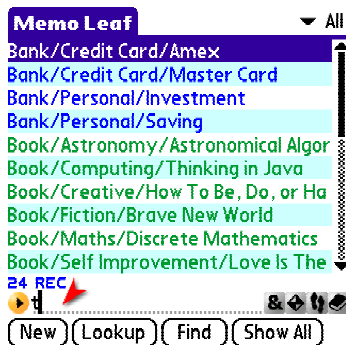 Memo Leaf
All
Bank/Credit Card/Amex
Bank/Credit Card/Master Card
Bank/Personal/Investment
Bank/Personal/Saving
Book/Astronomy/Astronomical Algor
Book/Computing/Thinking in Java
Book/Creative/How To Be, Do, or Ha
Book/Fiction/Brave New World
Book/Maths/Discrete Mathematics
Book/Self Improvement/Love Is The
24 REC
t
&
New Lookup Find Show All